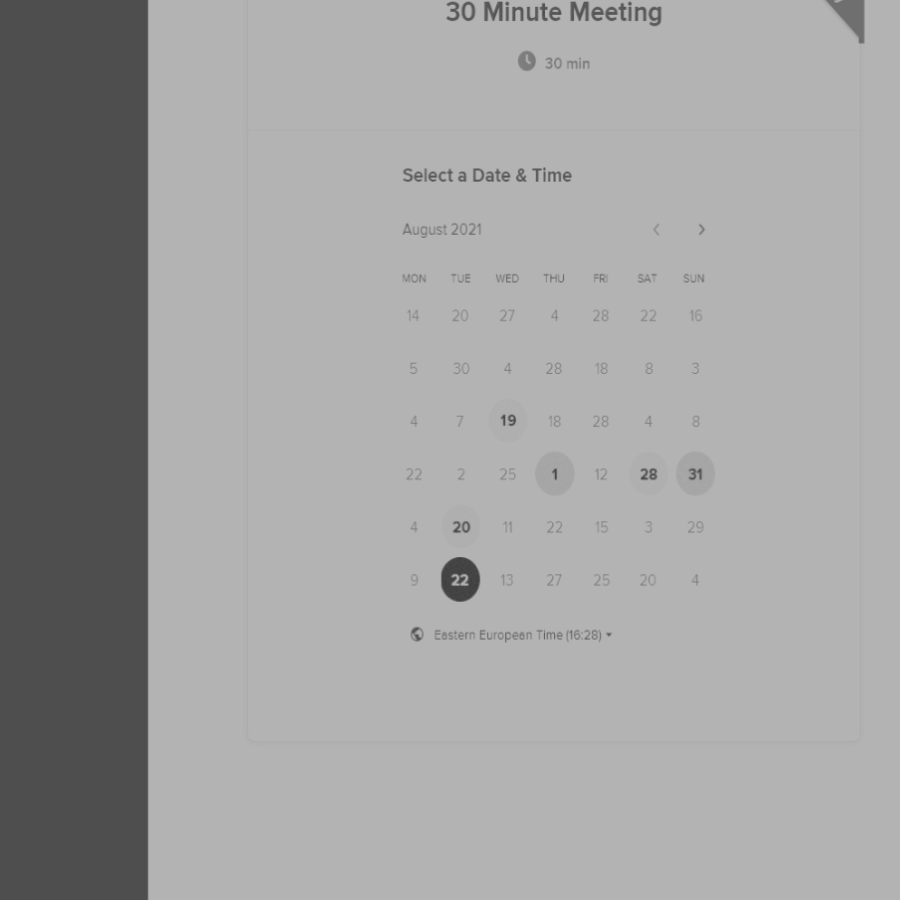 30 Minute Meeting
30 min
Select a Date & Time
August 2021
MON TUE WED THU FRI SAT SUN
14 20 27 4 28 22 16
5 30 4 28 18 8 3
4 7 19 18 28 4 8
22 2 25 1 12 28 31
4 20 11 22 15 3 29
9 22 13 27 25 20 4
Eastern European Time (16:28)